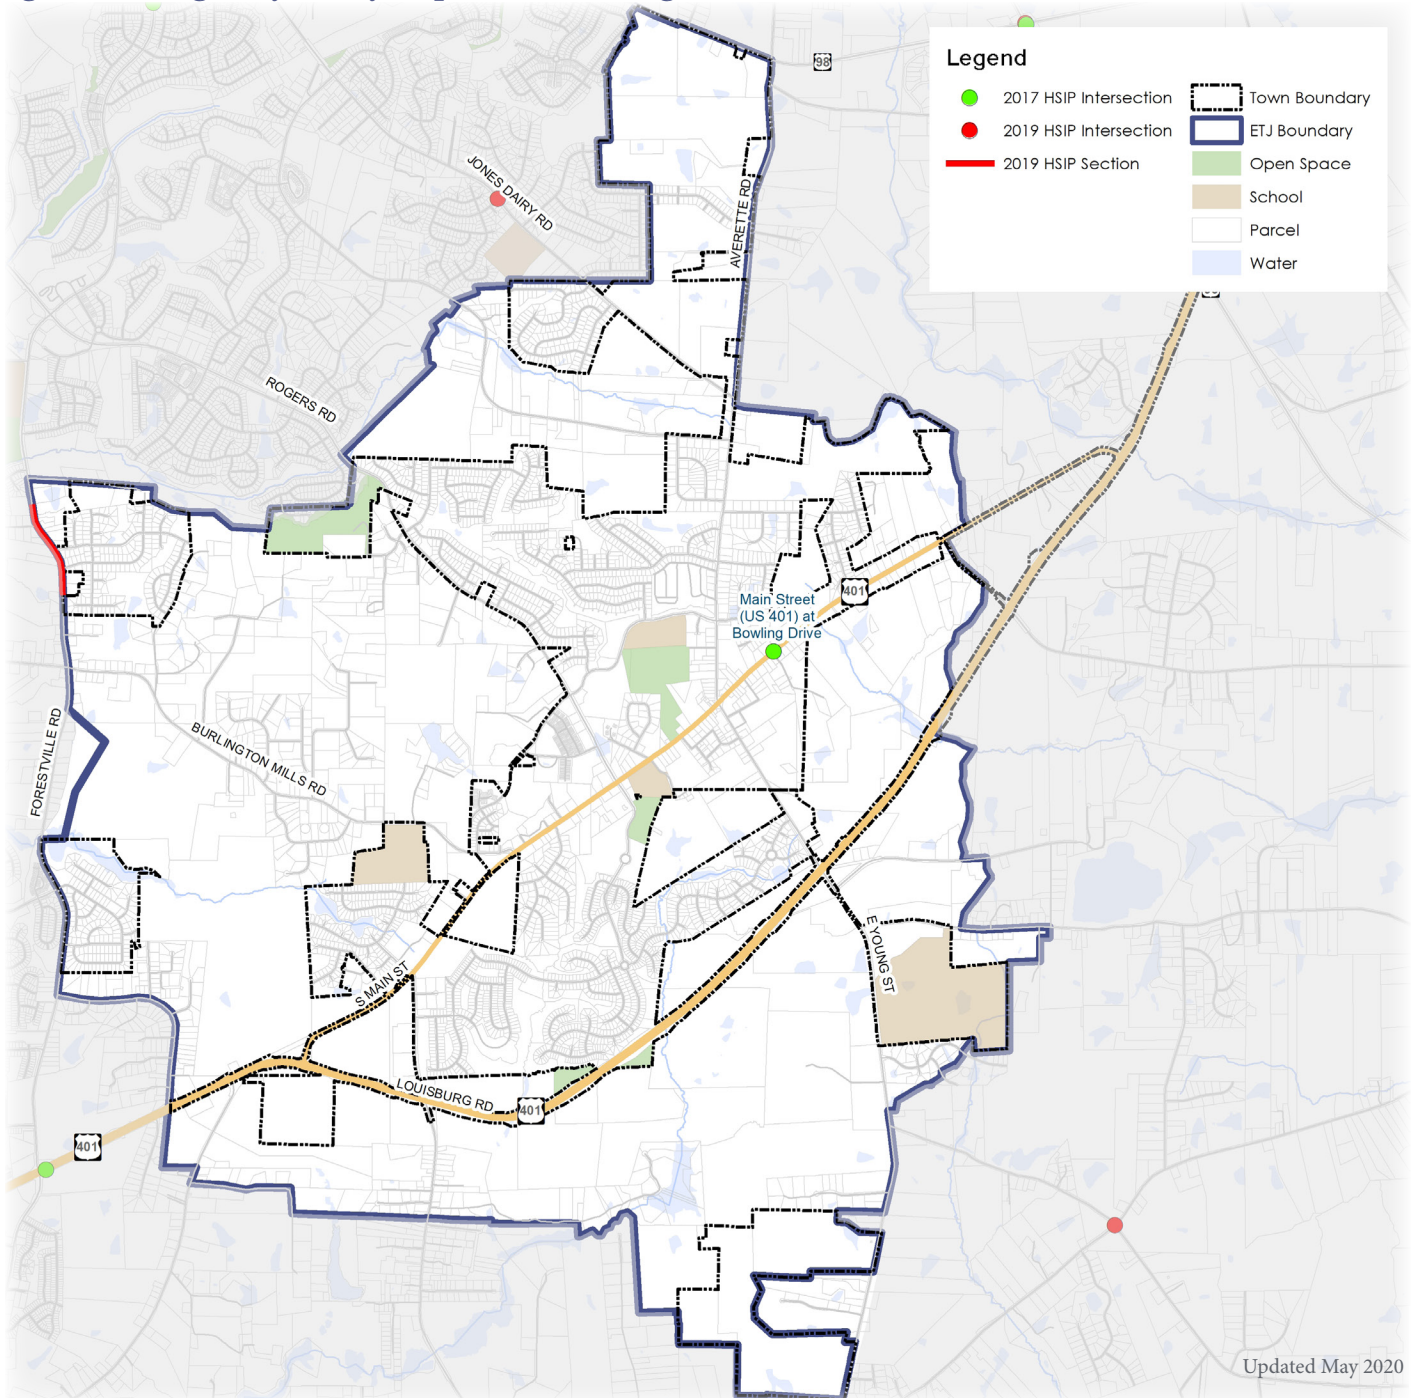 98
Legend
2017 HSIP Intersection
2019 HSIP Intersection
2019 HSIP Section
Town Boundary
ETJ Boundary
Open Space
School
Parcel
Water
JONES DAIRY RD
AVERETTE RD
ROGERS RD
401
Main Street
(US 401) at
Bowling Drive
FORESTVILLE RD
BURLINGTON MILLS RD
E YOUNG ST
S MAIN ST
LOUISBURG RD
401
401
Updated May 2020